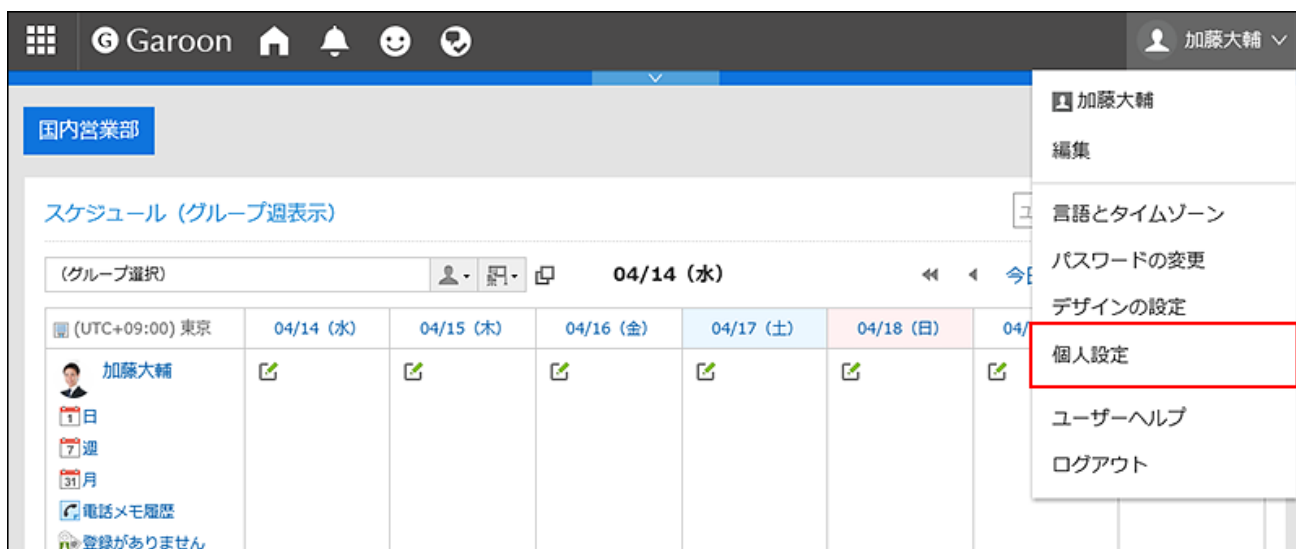 Garoon
加藤大輔
加藤大輔
編集
言語とタイムゾーン
パスワードの変更
デザインの設定
個人設定
ユーザーヘルプ
ログアウト
国内営業部
スケジュール（グループ週表示）
（グループ選択）
04/14（水）
(UTC+09:00) 東京
04/14（水）
04/15（木）
04/16（金）
04/17（土）
04/18（日）
04/
加藤大輔
日
週
月
電話メモ履歴
登録がありません